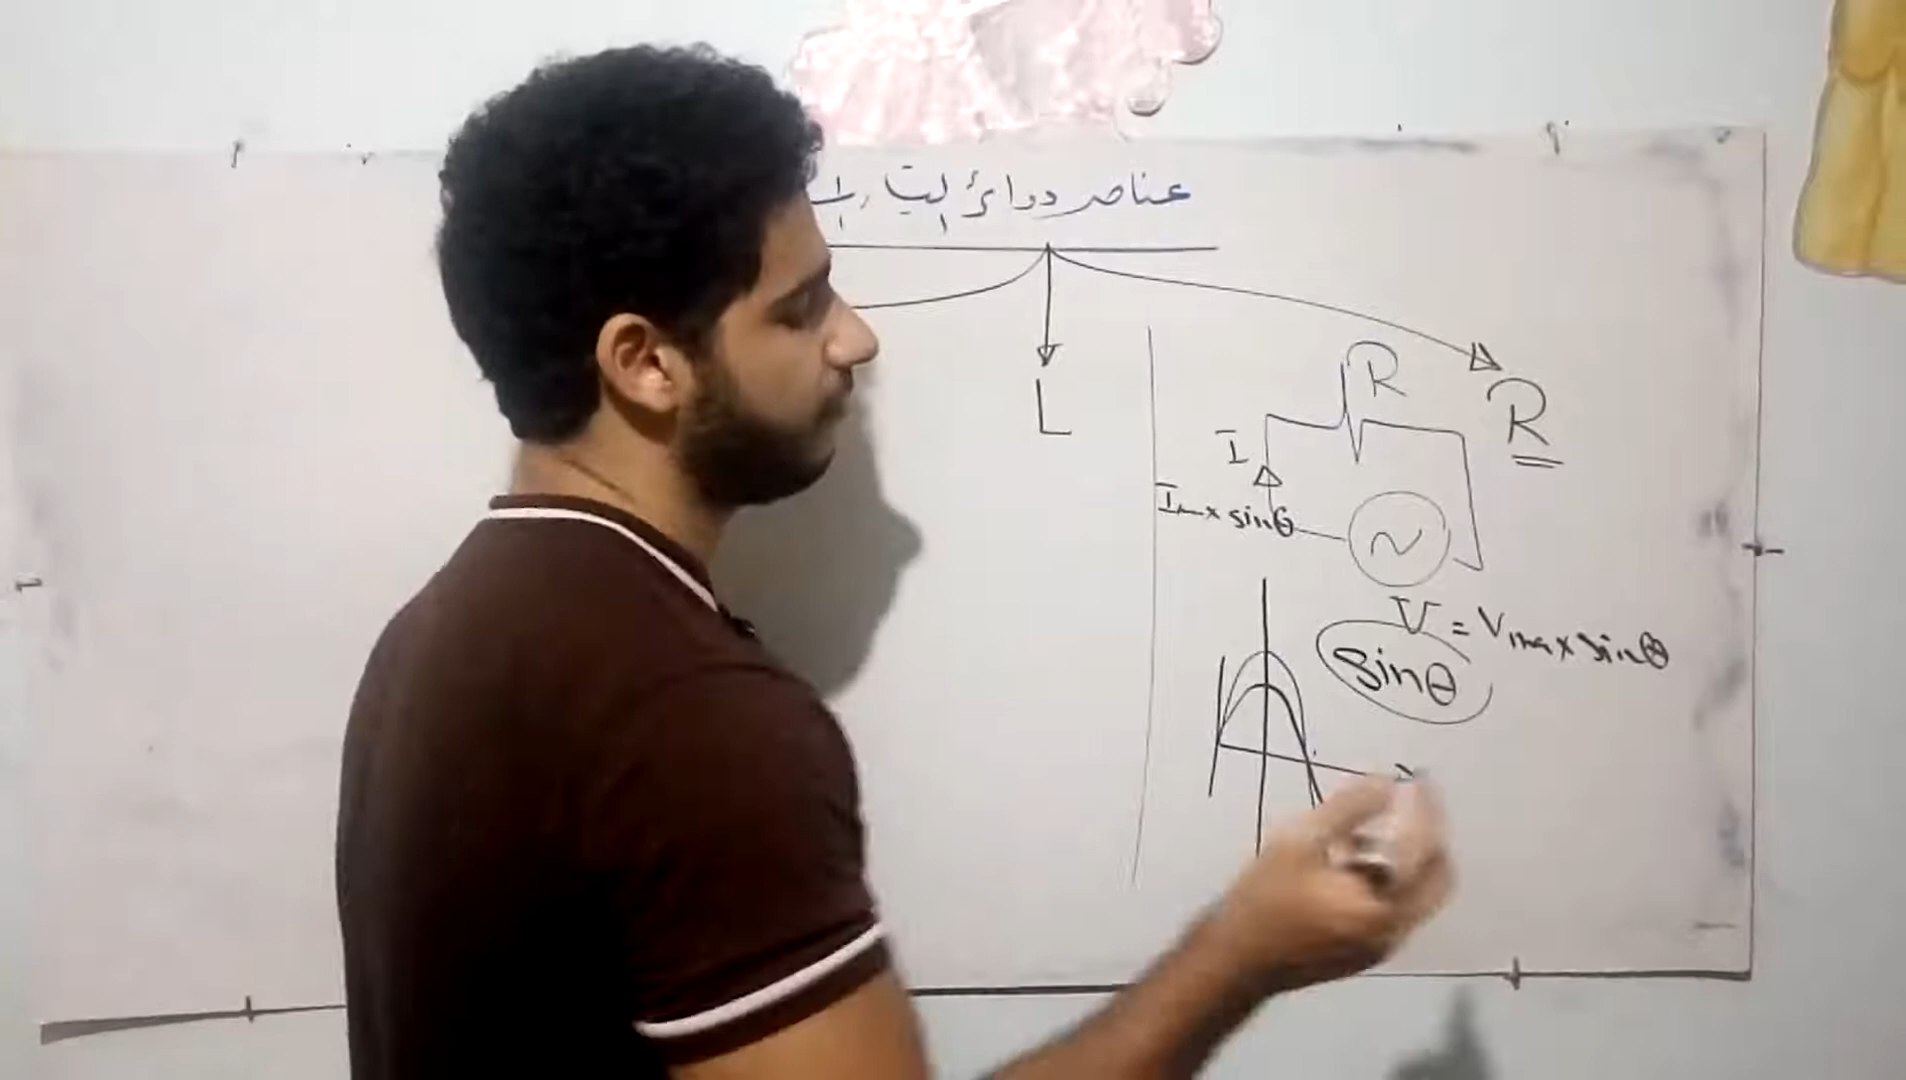 عناصر دوائر التيار
L
R
R
I
Imax sinθ
V = Vmax sinθ
sinθ